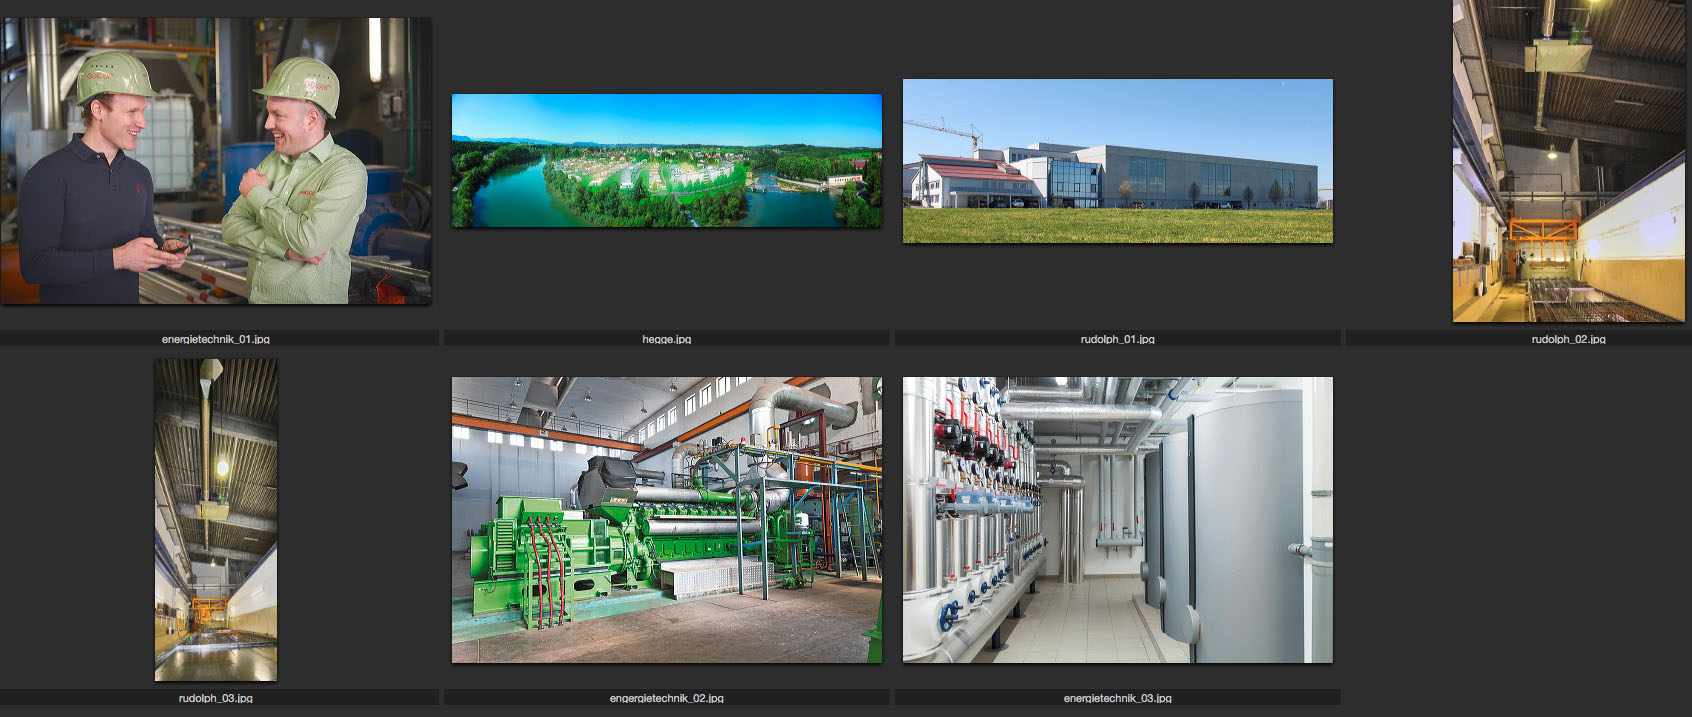 energietechnik_01.jpg
hegge.jpg
rudolph_01.jpg
rudolph_02.jpg
rudolph_03.jpg
engergietechnik_02.jpg
energietechnik_03.jpg